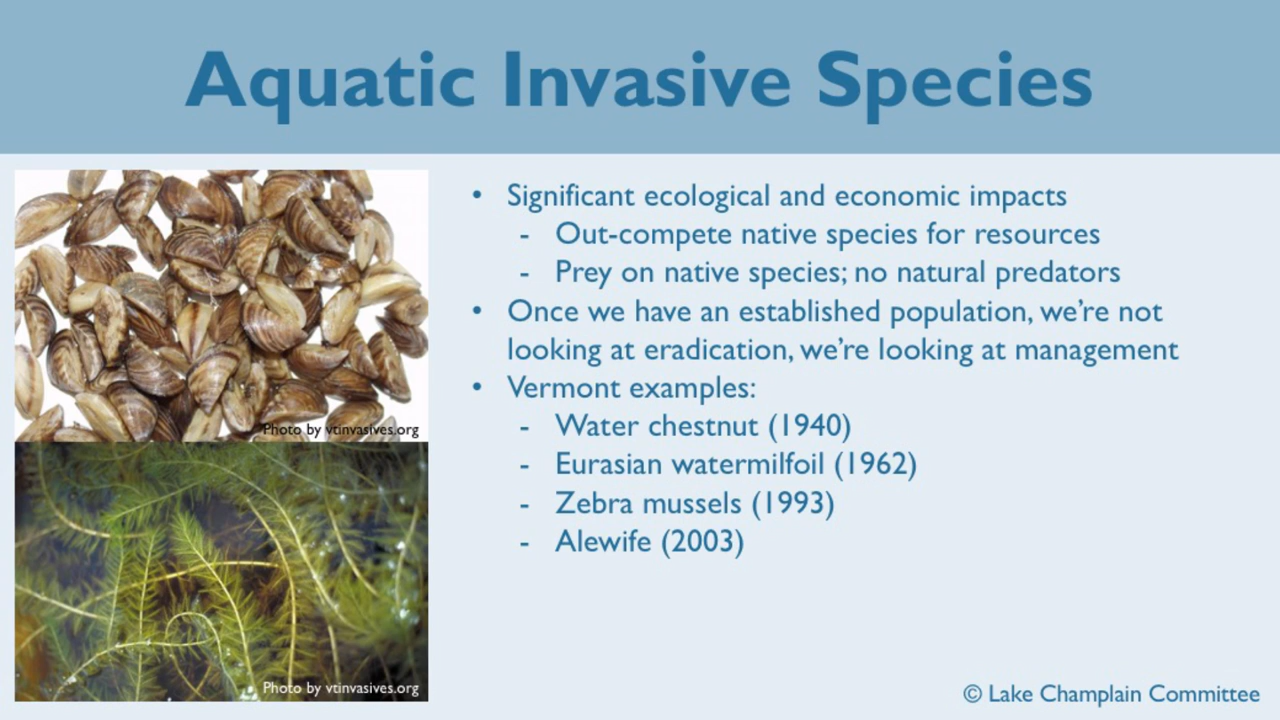 Aquatic Invasive Species
• Significant ecological and economic impacts
- Out-compete native species for resources
- Prey on native species; no natural predators
• Once we have an established population, we're not
looking at eradication, we're looking at management
• Vermont examples:
- Water chestnut (1940)
- Eurasian watermilfoil (1962)
- Zebra mussels (1993)
- Alewife (2003)
Photo by vtinvasives.org
Photo by vtinvasives.org
© Lake Champlain Committee